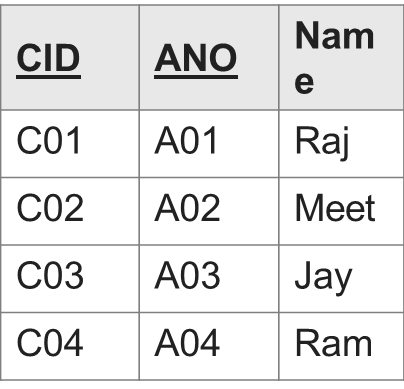 CID ANO Nam
e
C01 A01 Raj
C02 A02 Meet
C03 A03 Jay
C04 A04 Ram